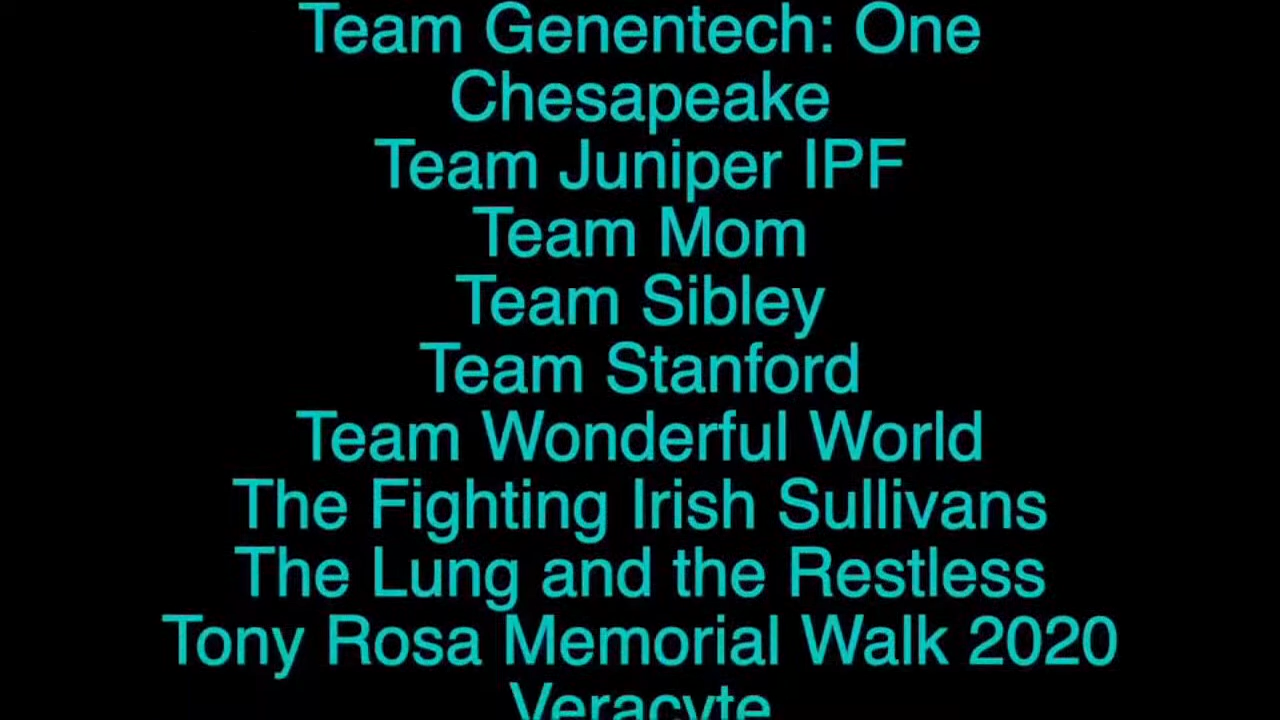 Team Genentech: One
Chesapeake
Team Juniper IPF
Team Mom
Team Sibley
Team Stanford
Team Wonderful World
The Fighting Irish Sullivans
The Lung and the Restless
Tony Rosa Memorial Walk 2020
Veracyte